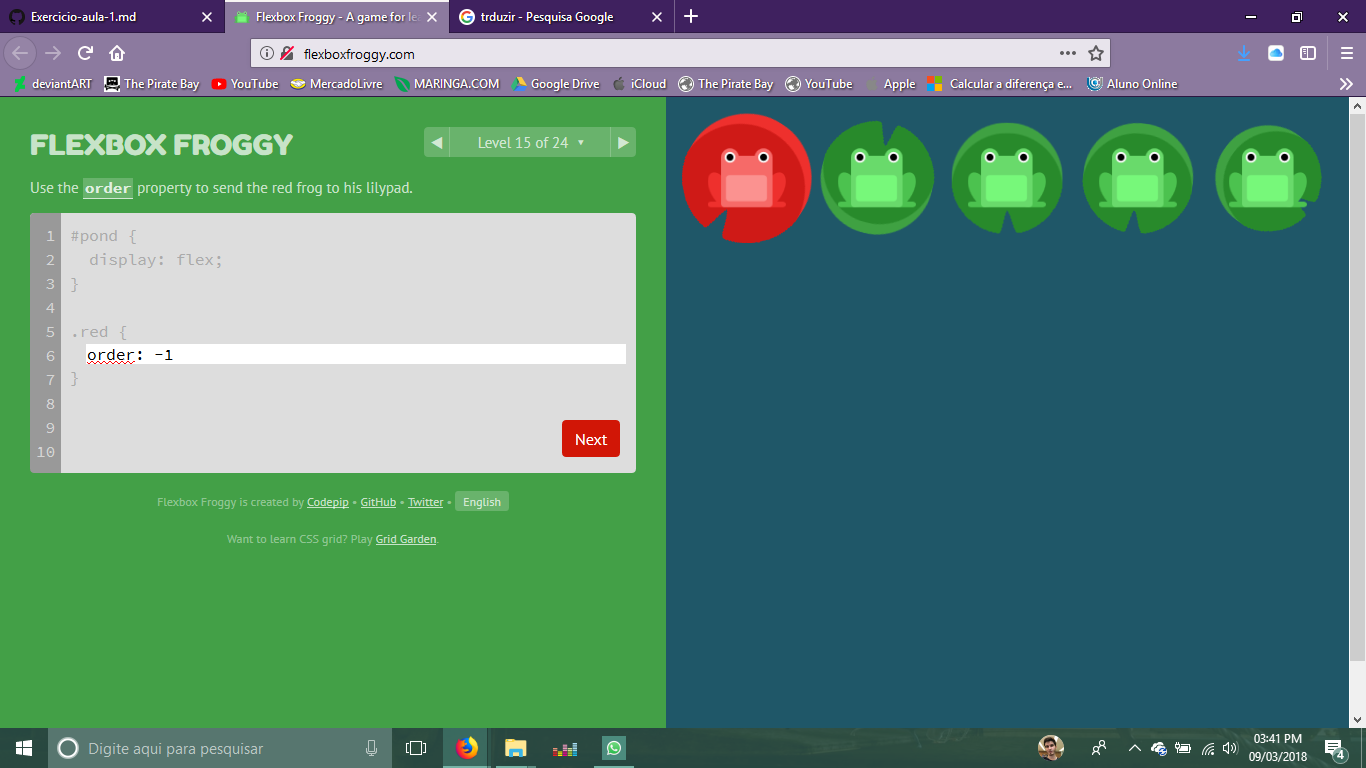 Exercicio-aula-1.md
Flexbox Froggy - A game for le
trduzir - Pesquisa Google
flexboxfroggy.com
deviantART The Pirate Bay YouTube MercadoLivre MARINGA.COM Google Drive iCloud The Pirate Bay YouTube Apple Calcular a diferença e... Aluno Online
FLEXBOX FROGGY
Level 15 of 24
Use the order property to send the red frog to his lilypad.
1 #pond {
2 display: flex;
3 }
4
5 .red {
6 order: -1
7 }
8
9
10
Next
Flexbox Froggy is created by Codepip • GitHub • Twitter • English
Want to learn CSS grid? Play Grid Garden.
Digite aqui para pesquisar
03:41 PM
09/03/2018
4